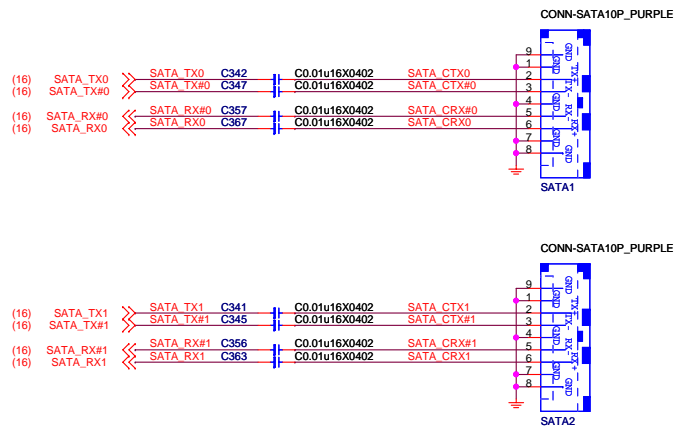 CONN-SATA10P_PURPLE
9 GND
1 GND
(16) SATA_TX0 SATA_TX0 C342 C0.01u16X0402 SATA_CTX0 2 TX+
(16) SATA_TX#0 SATA_TX#0 C347 C0.01u16X0402 SATA_CTX#0 3 TX-
4 GND
(16) SATA_RX#0 SATA_RX#0 C357 C0.01u16X0402 SATA_CRX#0 5 RX-
(16) SATA_RX0 SATA_RX0 C367 C0.01u16X0402 SATA_CRX0 6 RX+
7 GND
8 GND
SATA1
CONN-SATA10P_PURPLE
9 GND
1 GND
(16) SATA_TX1 SATA_TX1 C341 C0.01u16X0402 SATA_CTX1 2 TX+
(16) SATA_TX#1 SATA_TX#1 C345 C0.01u16X0402 SATA_CTX#1 3 TX-
4 GND
(16) SATA_RX#1 SATA_RX#1 C356 C0.01u16X0402 SATA_CRX#1 5 RX-
(16) SATA_RX1 SATA_RX1 C363 C0.01u16X0402 SATA_CRX1 6 RX+
7 GND
8 GND
SATA2